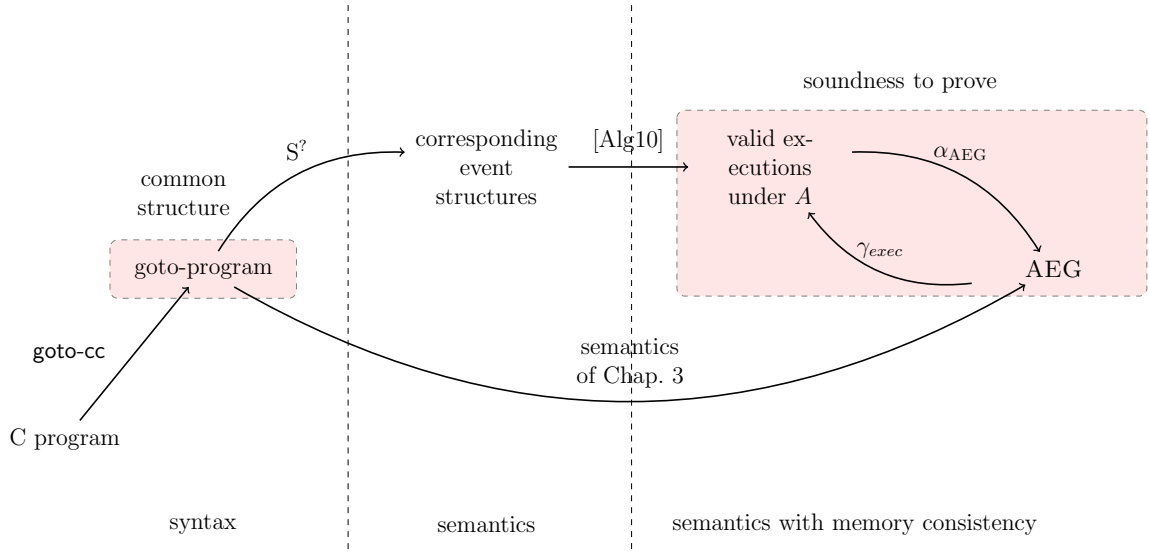 soundness to prove
S?
[Alg10]
corresponding
event
structures
valid ex-
ecutions
under A
αAEG
common
structure
goto-program
γexec
AEG
goto-cc
semantics
of Chap. 3
C program
syntax
semantics
semantics with memory consistency